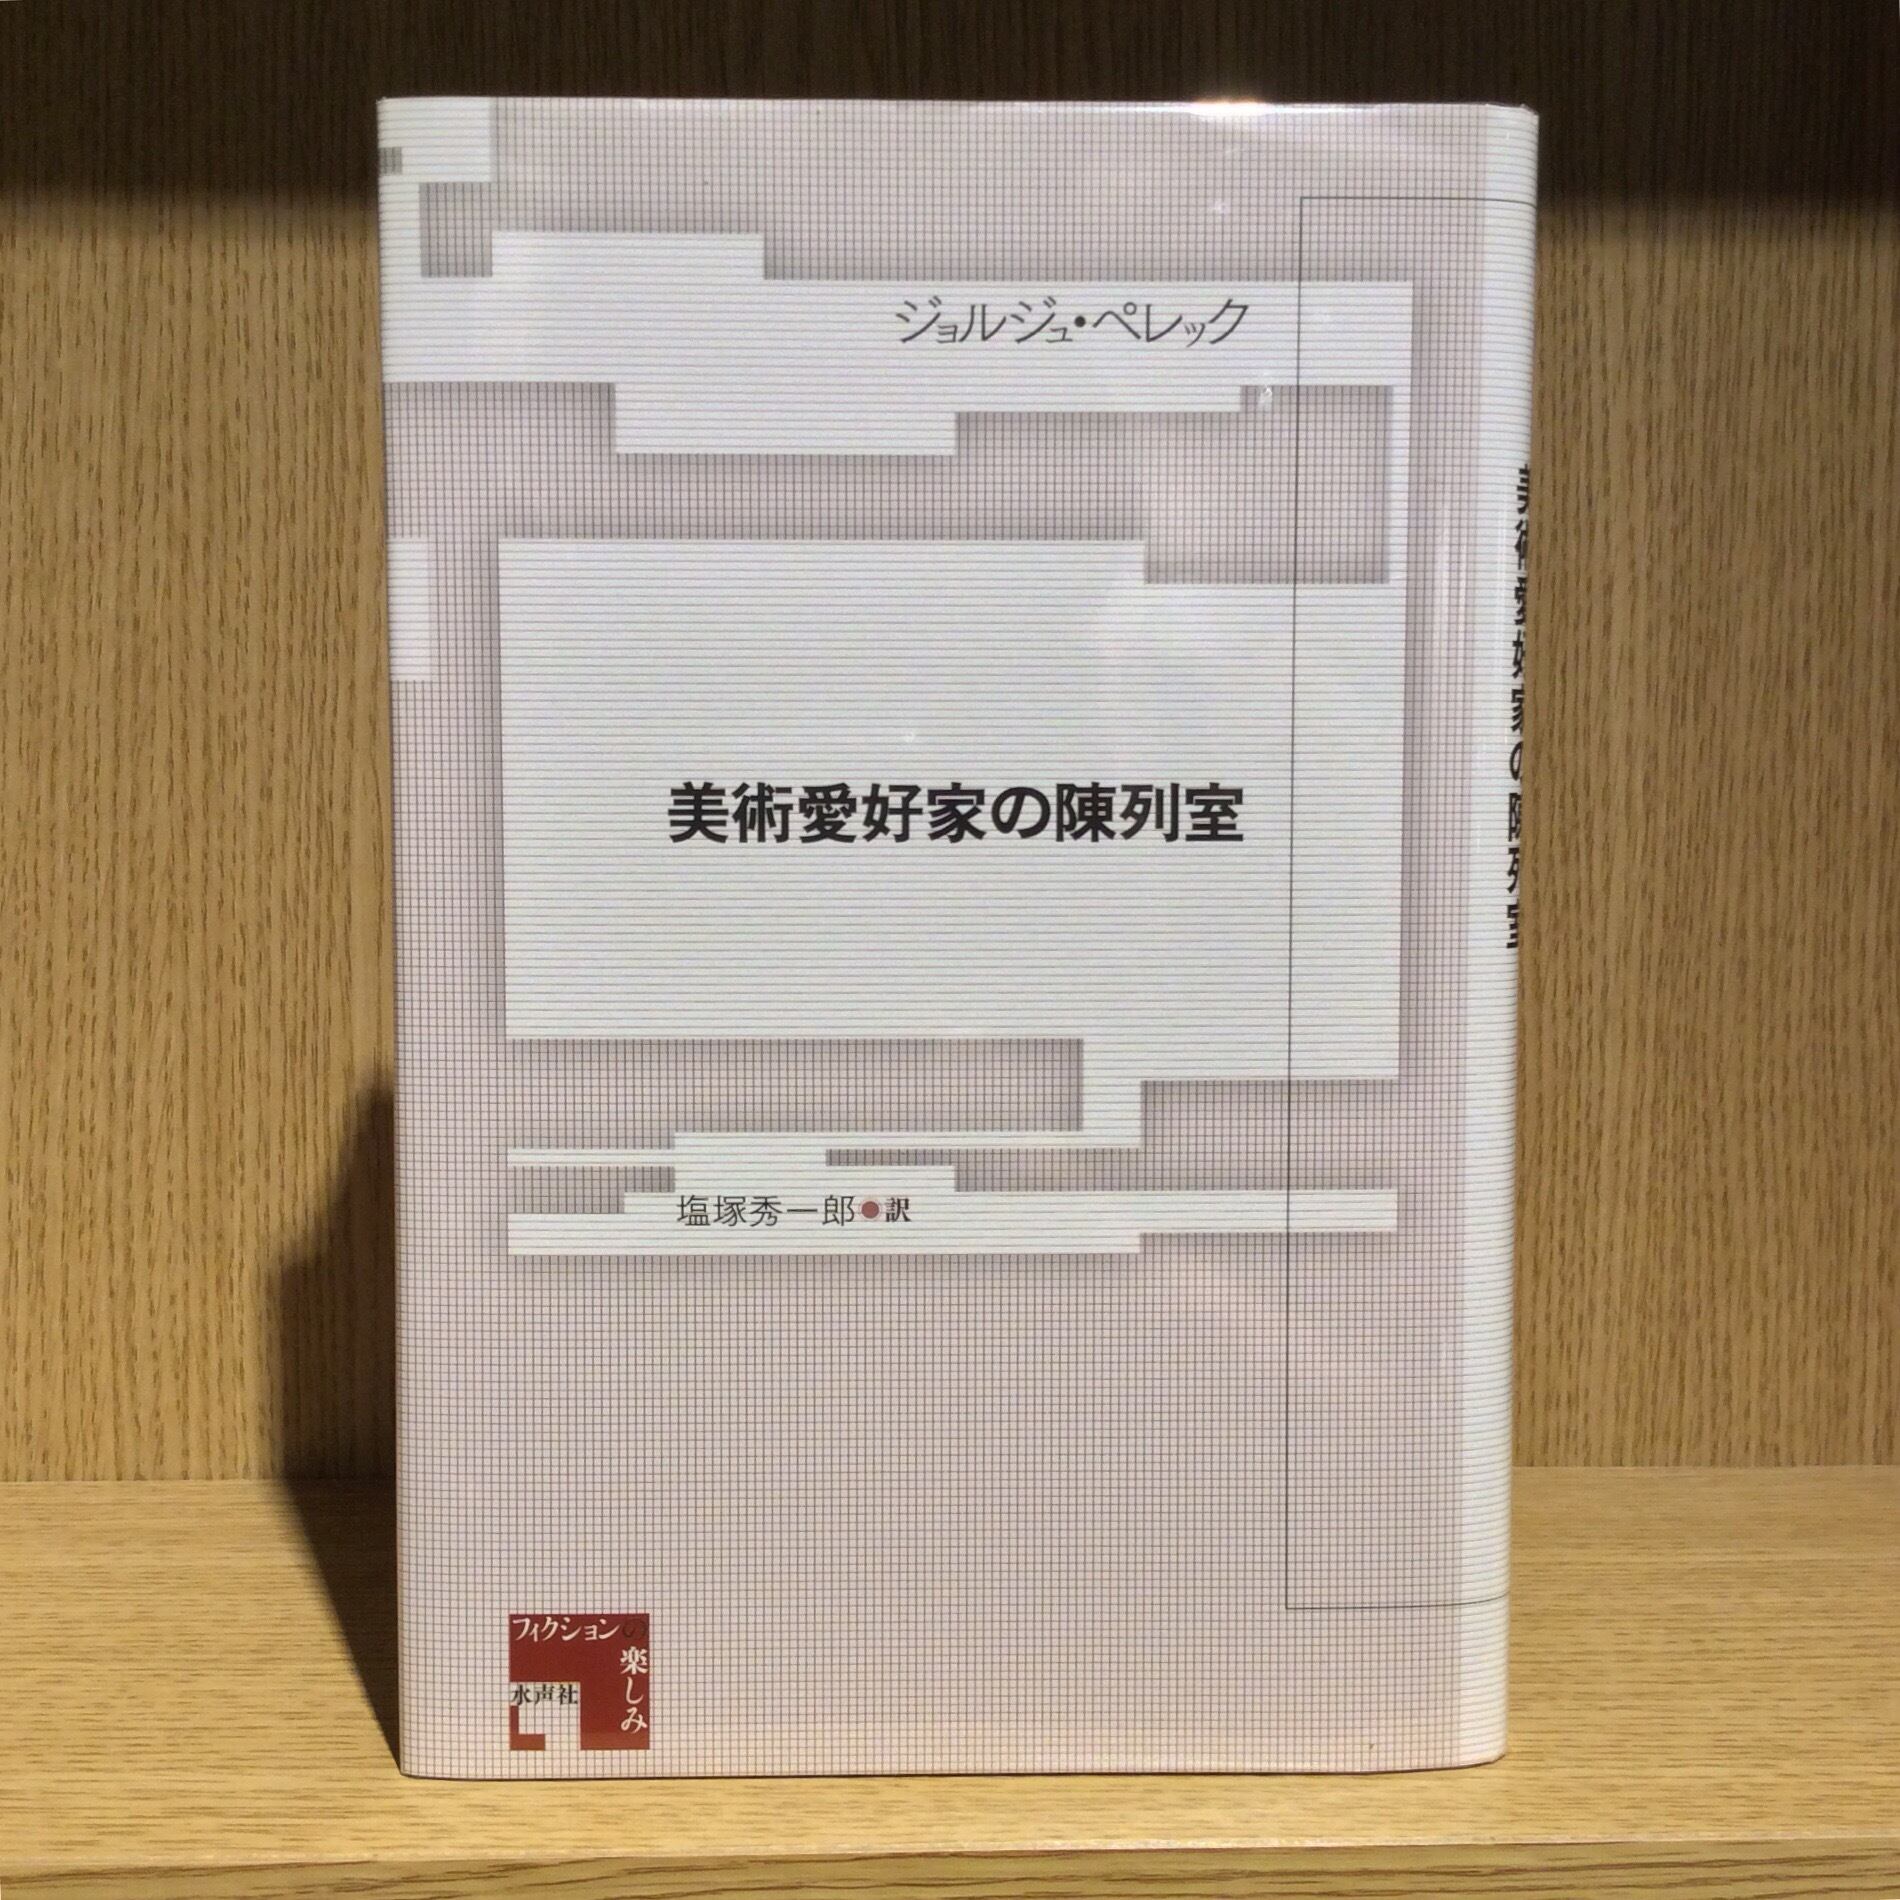 ジョルジュ・ペレック
美術愛好家の陳列室
塩塚秀一郎●訳
フィクションの楽しみ
水声社
美術愛好家の陳列室